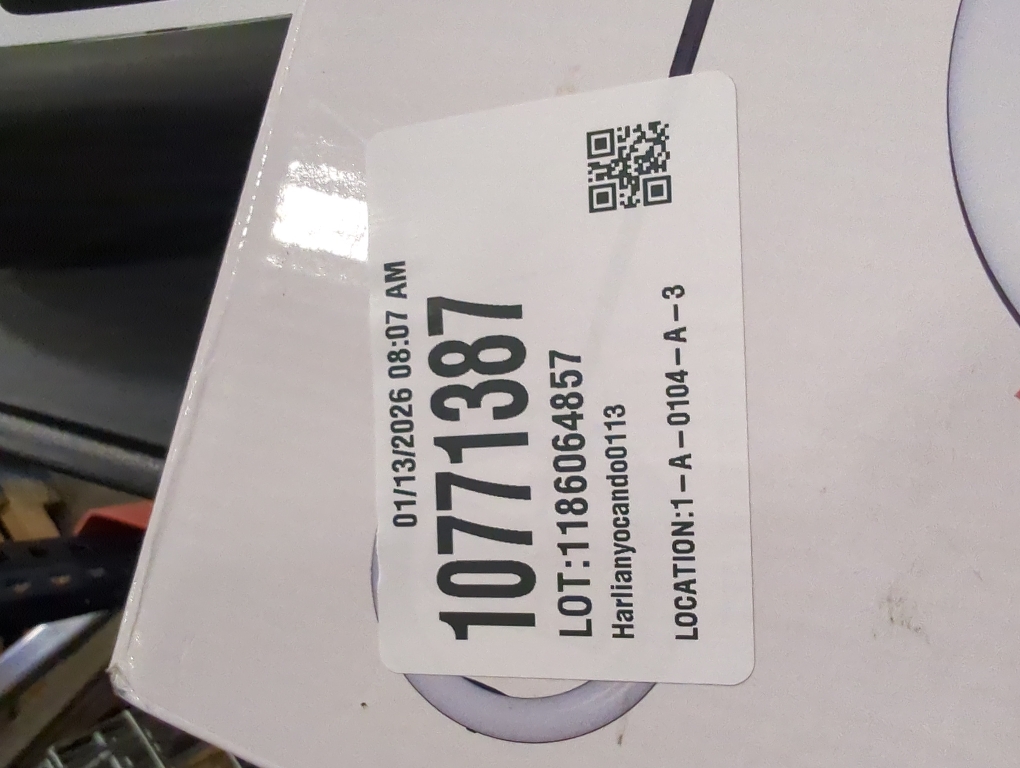 01/13/2026 08:07 AM
10771387
LOT:1186064857
Harlianyocando0113
LOCATION:1-A-0104-A-3